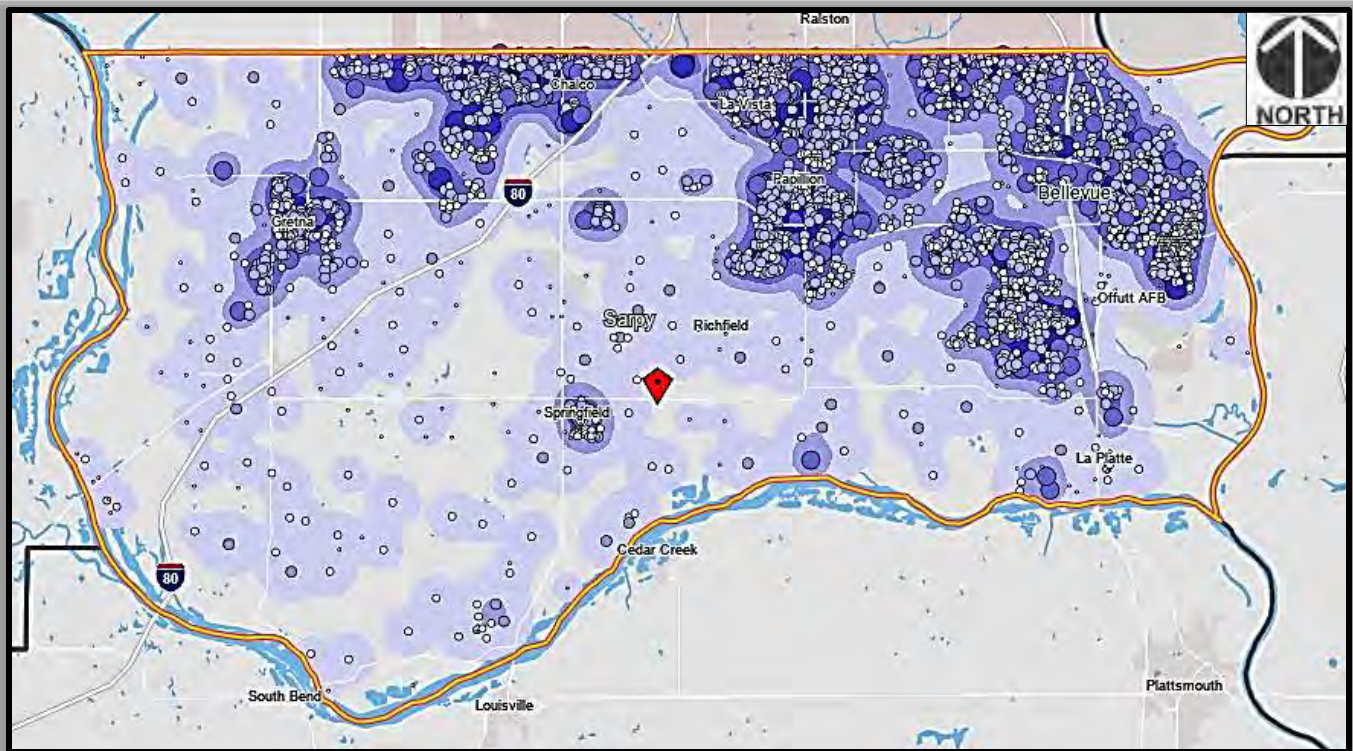 Ralston
NORTH
Chalco
La Vista
80
Papillion
Bellevue
Gretna
Offutt AFB
Sarpy
Richfield
Springfield
La Platte
Cedar Creek
80
South Bend
Louisville
Plattsmouth